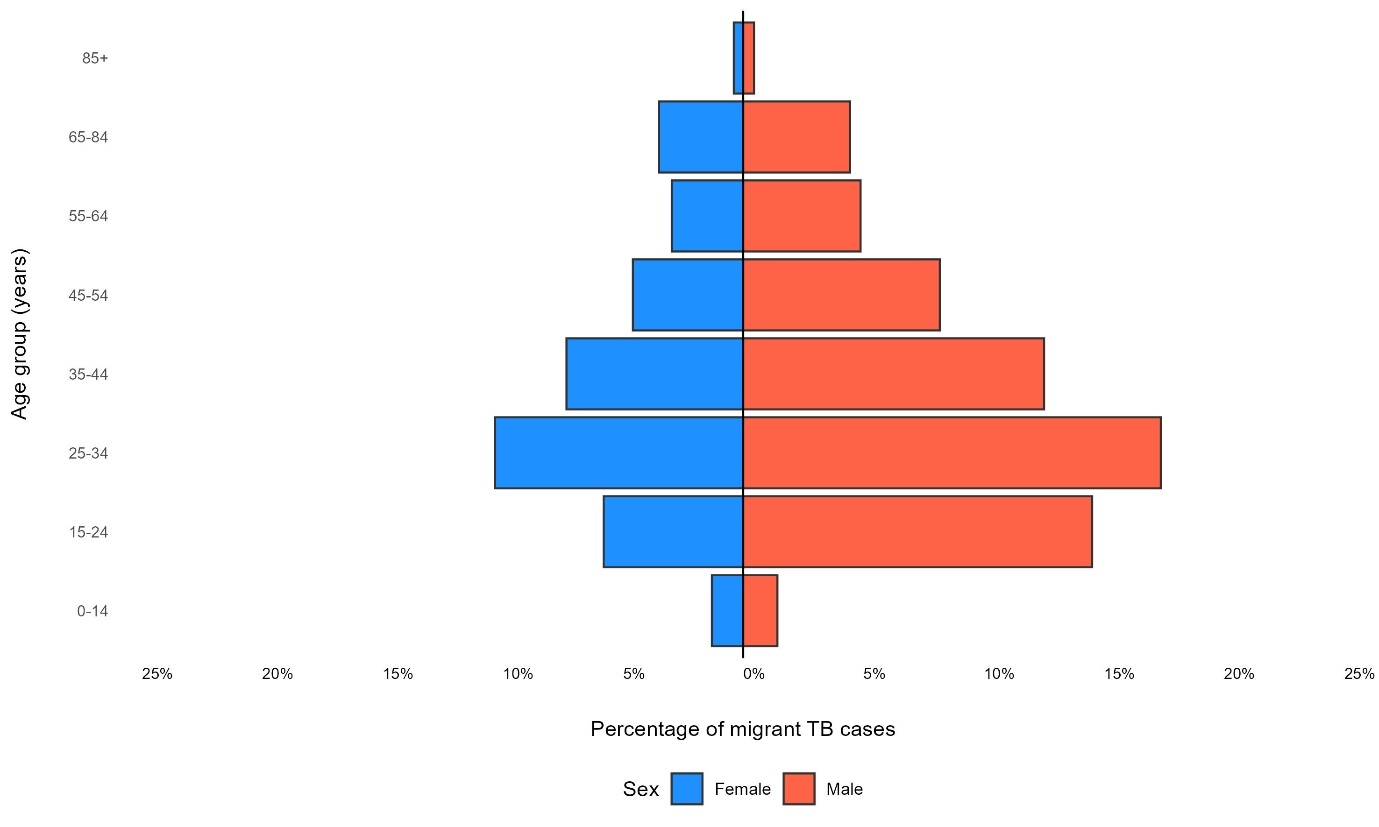 85+
65-84
55-64
45-54
35-44
25-34
15-24
0-14
Age group (years)
25% 20% 15% 10% 5% 0% 5% 10% 15% 20% 25%
Percentage of migrant TB cases
Sex Female Male